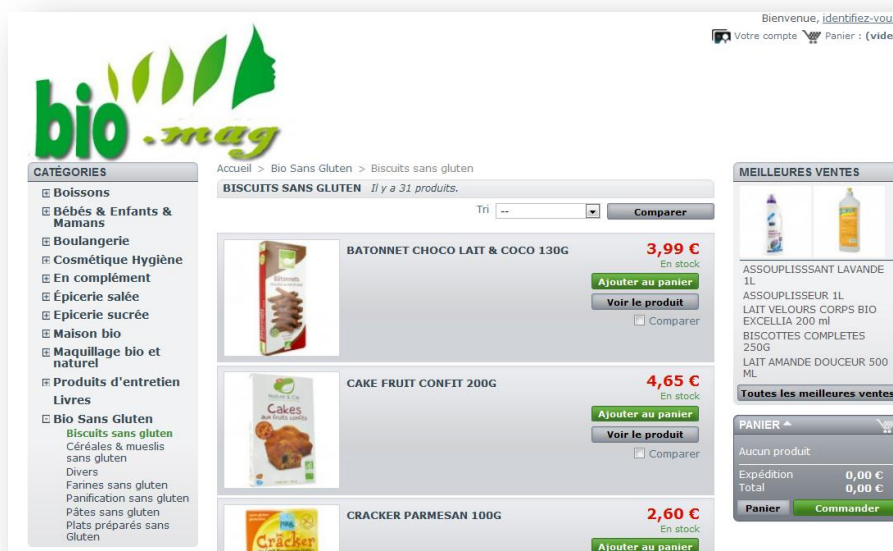 Bienvenue, identifiez-vou
Votre compte Panier : (vide
bio.mag
CATÉGORIES
Boissons
Bébés & Enfants &
Mamans
Boulangerie
Cosmétique Hygiène
En complément
Épicerie salée
Epicerie sucrée
Maison bio
Maquillage bio et
naturel
Produits d'entretien
Livres
Bio Sans Gluten
Biscuits sans gluten
Céréales & mueslis
sans gluten
Divers
Farines sans gluten
Panification sans gluten
Pâtes sans gluten
Plats préparés sans
Gluten
Accueil > Bio Sans Gluten > Biscuits sans gluten
BISCUITS SANS GLUTEN Il y a 31 produits.
Tri -- Comparer
Bâtonnets
BATONNET CHOCO LAIT & COCO 130G
3,99 €
En stock
Ajouter au panier
Voir le produit
Comparer
Cakes
aux fruits confits
CAKE FRUIT CONFIT 200G
4,65 €
En stock
Ajouter au panier
Voir le produit
Comparer
Cracker
CRACKER PARMESAN 100G
2,60 €
En stock
Ajouter au panier
MEILLEURES VENTES
ASSOUPLISSSANT LAVANDE
1L
ASSOUPLISSEUR 1L
LAIT VELOURS CORPS BIO
EXCELLIA 200 ml
BISCOTTES COMPLETES
250G
LAIT AMANDE DOUCEUR 500
ML
Toutes les meilleures ventes
PANIER
Aucun produit
Expédition 0,00 €
Total 0,00 €
Panier Commander